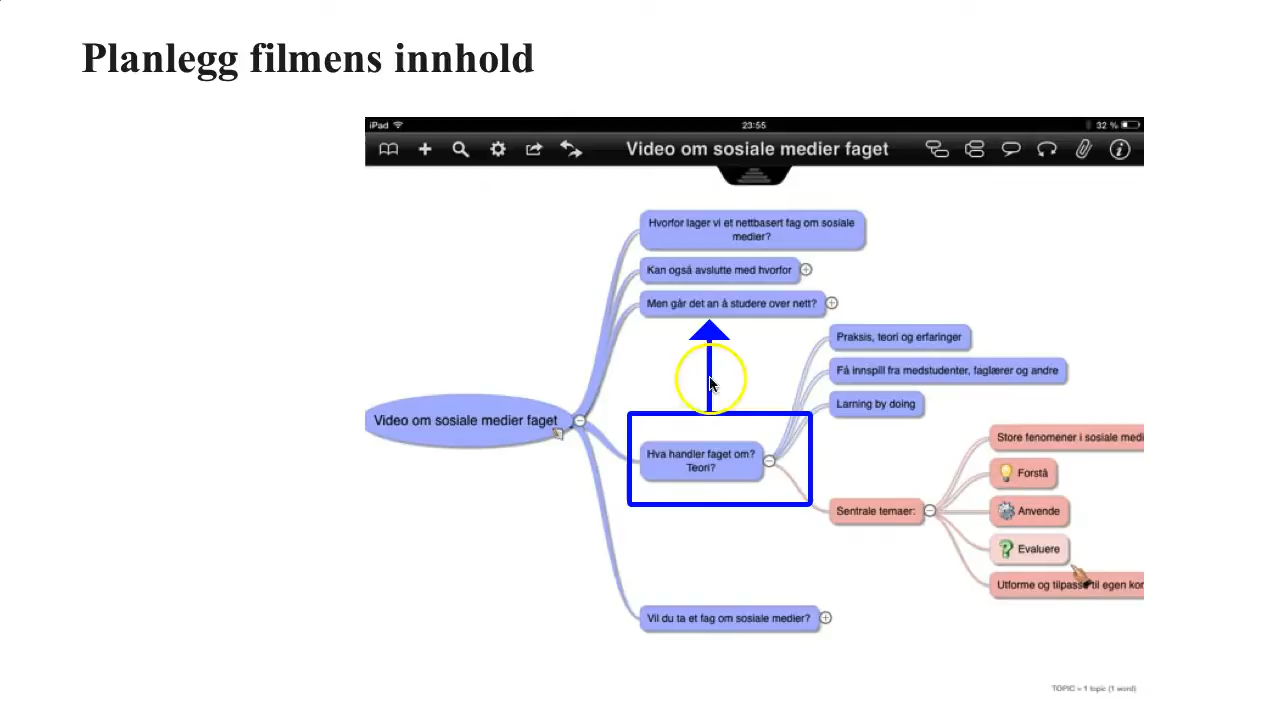 Planlegg filmens innhold
iPad 23:55 32 %
Video om sosiale medier faget
Hvorfor lager vi et nettbasert fag om sosiale
medier?
Kan også avslutte med hvorfor
Men går det an å studere over nett?
Praksis, teori og erfaringer
Få innspill fra medstudenter, faglærer og andre
Larning by doing
Video om sosiale medier faget
Hva handler faget om?
Teori?
Store fenomener i sosiale medi
Forstå
Sentrale temaer:
Anvende
Evaluere
Utforme og tilpasse til egen kor
Vil du ta et fag om sosiale medier?
TOPIC = 1 topic (1 word)